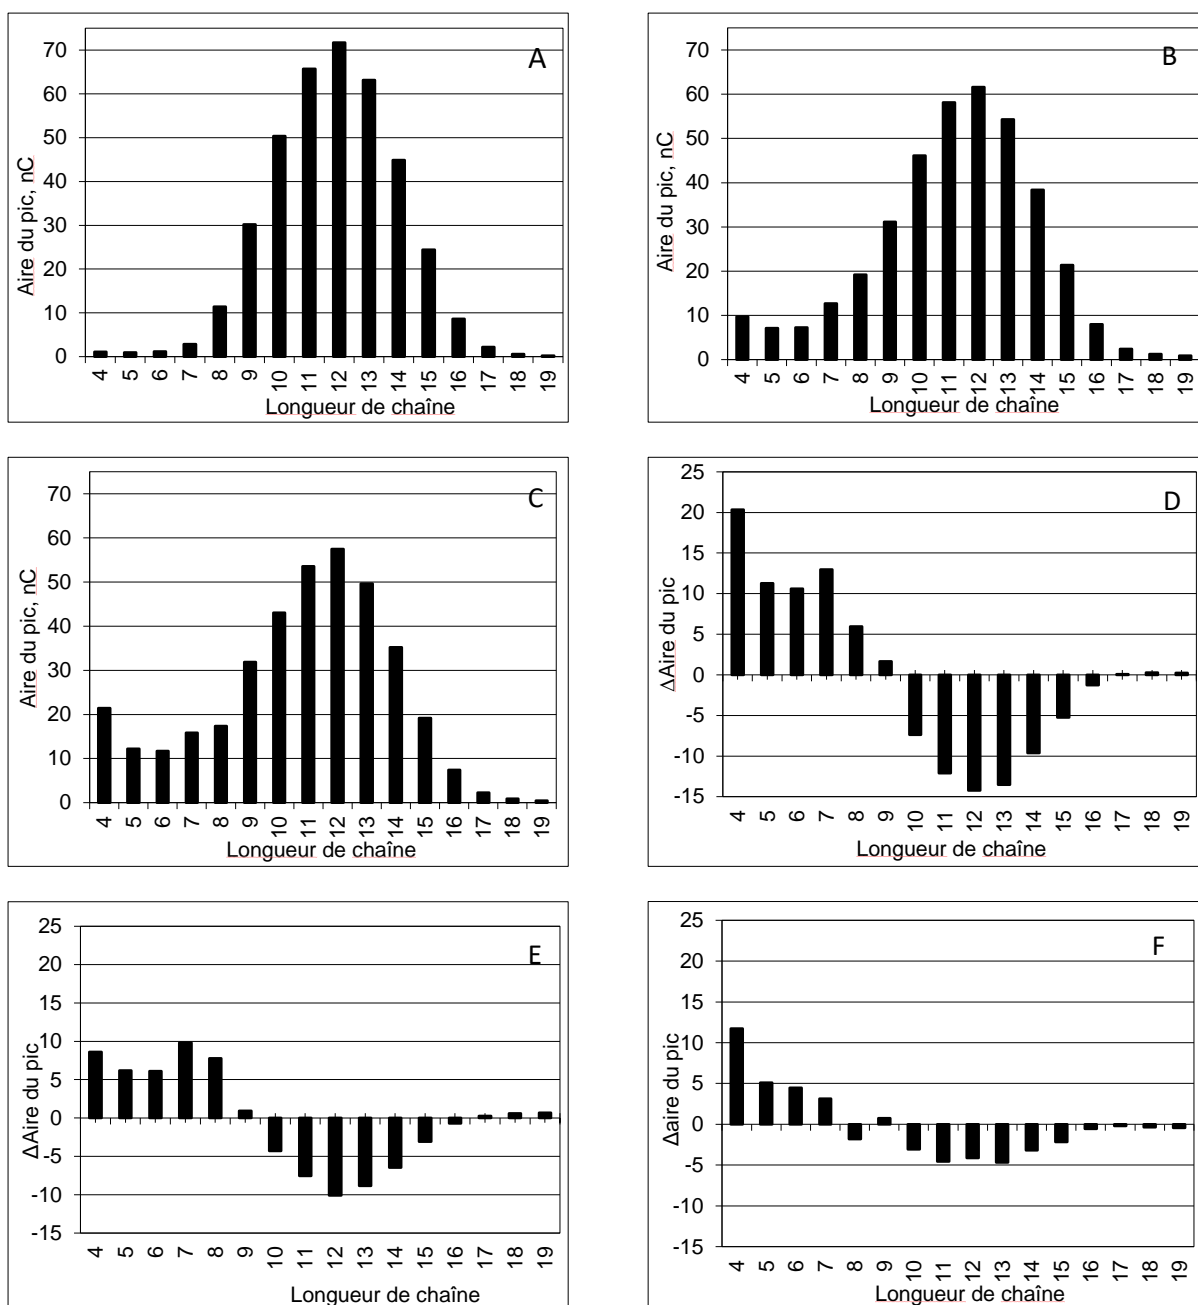 A
Aire du pic, nC
70
60
50
40
30
20
10
0
4 5 6 7 8 9 10 11 12 13 14 15 16 17 18 19
Longueur de chaîne
B
Aire du pic, nC
70
60
50
40
30
20
10
0
4 5 6 7 8 9 10 11 12 13 14 15 16 17 18 19
Longueur de chaîne
C
Aire du pic, nC
70
60
50
40
30
20
10
0
4 5 6 7 8 9 10 11 12 13 14 15 16 17 18 19
Longueur de chaîne
D
ΔAire du pic
25
20
15
10
5
0
-5
-10
-15
4 5 6 7 8 9 10 11 12 13 14 15 16 17 18 19
Longueur de chaîne
E
ΔAire du pic
25
20
15
10
5
0
-5
-10
-15
4 5 6 7 8 9 10 11 12 13 14 15 16 17 18 19
Longueur de chaîne
F
Δaire du pic
25
20
15
10
5
0
-5
-10
-15
4 5 6 7 8 9 10 11 12 13 14 15 16 17 18 19
Longueur de chaîne